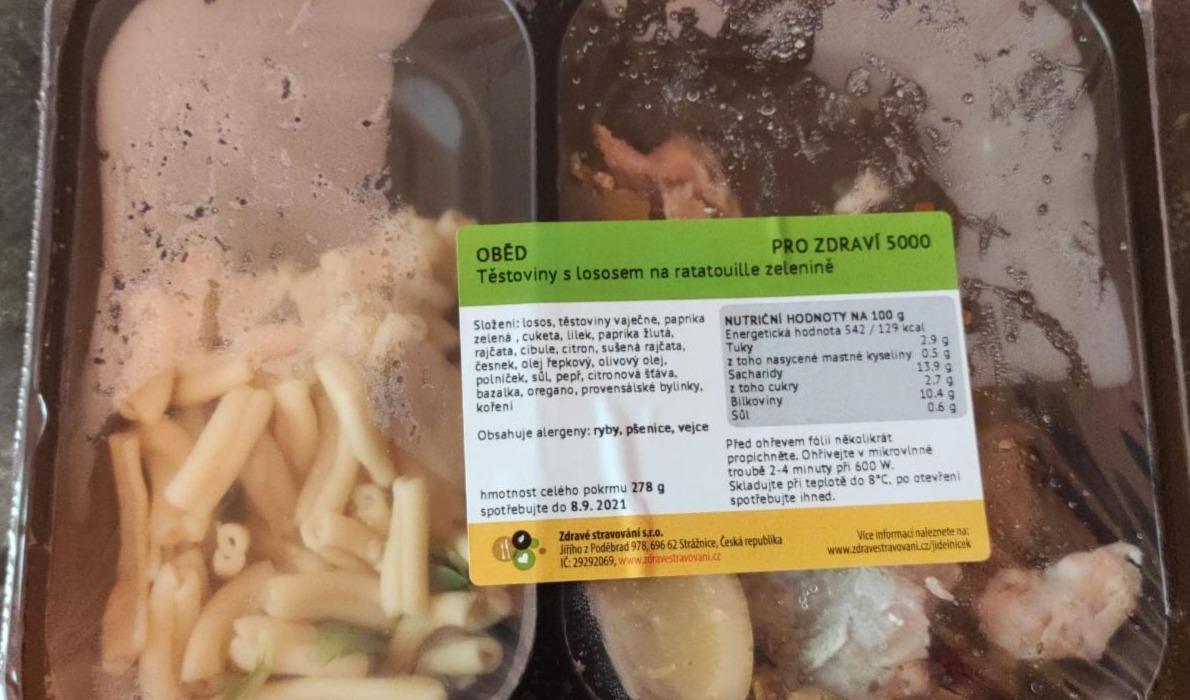 OBĚD
PRO ZDRAVÍ 5000
Těstoviny s lososem na ratatouille zelenině
Složení: losos, těstoviny vaječné, paprika
zelená , cuketa, lilek, paprika žlutá,
rajčata, cibule, citron, sušená rajčata,
česnek, olej řepkový, olivový olej,
polníček, sůl, pepř, citronová šťáva,
bazalka, oregano, provensálské bylinky,
koření
Obsahuje alergeny: ryby, pšenice, vejce
hmotnost celého pokrmu 278 g
spotřebujte do 8.9. 2021
NUTRIČNÍ HODNOTY NA 100 g
Energetická hodnota 542 / 129 kcal
Tuky 2.9 g
z toho nasycené mastné kyseliny 0.5 g
Sacharidy 13.9 g
z toho cukry 2.7 g
Bílkoviny 10.4 g
Sůl 0.6 g
Před ohřevem fólii několikrát
propíchněte. Ohřívejte v mikrovlnné
troubě 2-4 minuty při 600 W.
Skladujte při teplotě do 8°C, po otevření
spotřebujte ihned.
Zdravé stravování s.r.o.
Jiřího z Poděbrad 978, 696 62 Strážnice, Česká republika
IČ: 29292069, www.zdravestravovani.cz
Více informací naleznete na:
www.zdravestravovani.cz/jidelnicek